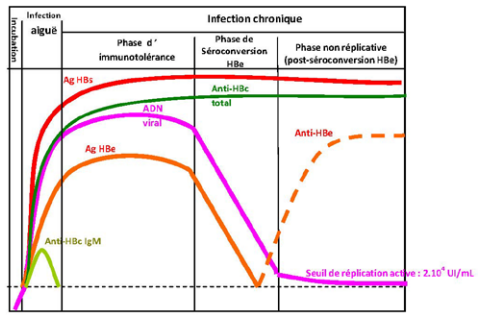 Incubation
Infection
aiguë
Infection chronique
Phase d '
immunotolérance
Phase de
Séroconversion
HBe
Phase non réplicative
(post-séroconversion HBe)
Ag HBs
Anti-HBc
total
ADN
viral
Anti-HBe
Ag HBe
Anti-HBc IgM
Seuil de réplication active : 2.10⁴ UI/mL